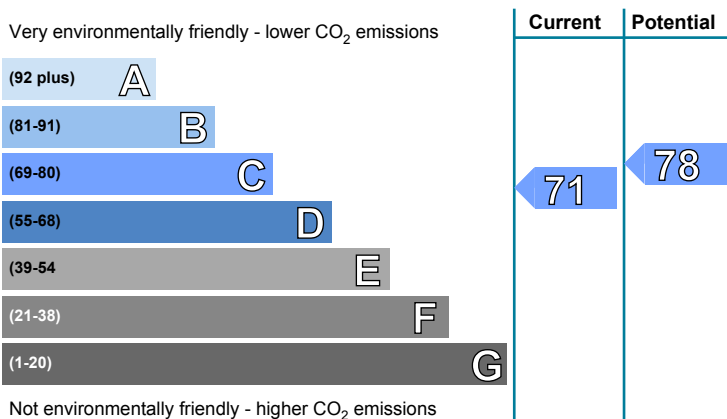 Very environmentally friendly - lower CO₂ emissions
Current
Potential
(92 plus) A
(81-91) B
(69-80) C
(55-68) D
(39-54 E
(21-38) F
(1-20) G
71
78
Not environmentally friendly - higher CO₂ emissions